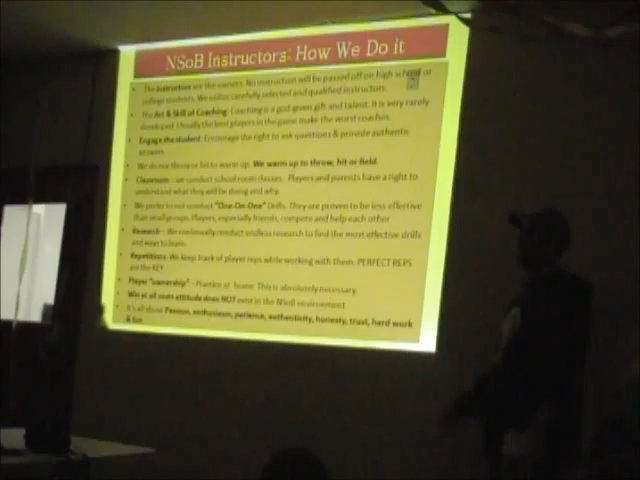 NSoB Instructors: How We Do it
• The Instructors are the owners. No instruction will be passed off on high school or
college students. We utilize carefully selected and qualified instructors.
• The Art & Skill of Coaching: Coaching is a god-given gift and talent. It is very rarely
developed. Usually the best players in the game make the worst coaches.
• Engage the student: Encourage the right to ask questions & provide authentic
answers
• We do not throw or hit to warm up. We warm up to throw, hit or field.
• Classroom – we conduct school room classes. Players and parents have a right to
understand what they will be doing and why.
• We prefer to not conduct "One-On-One" Drills. They are proven to be less effective
than small groups. Players, especially friends, compete and help each other
• Research – We continually conduct endless research to find the most effective drills
and ways to learn.
• Repetitions: We keep track of player reps while working with them. PERFECT REPS
are the KEY.
• Player "ownership" – Practice at home. This is absolutely necessary.
• Win at all costs attitude does NOT exist in the NSoB environment
• It's all about Passion, enthusiasm, patience, authenticity, honesty, trust, hard work
& fun